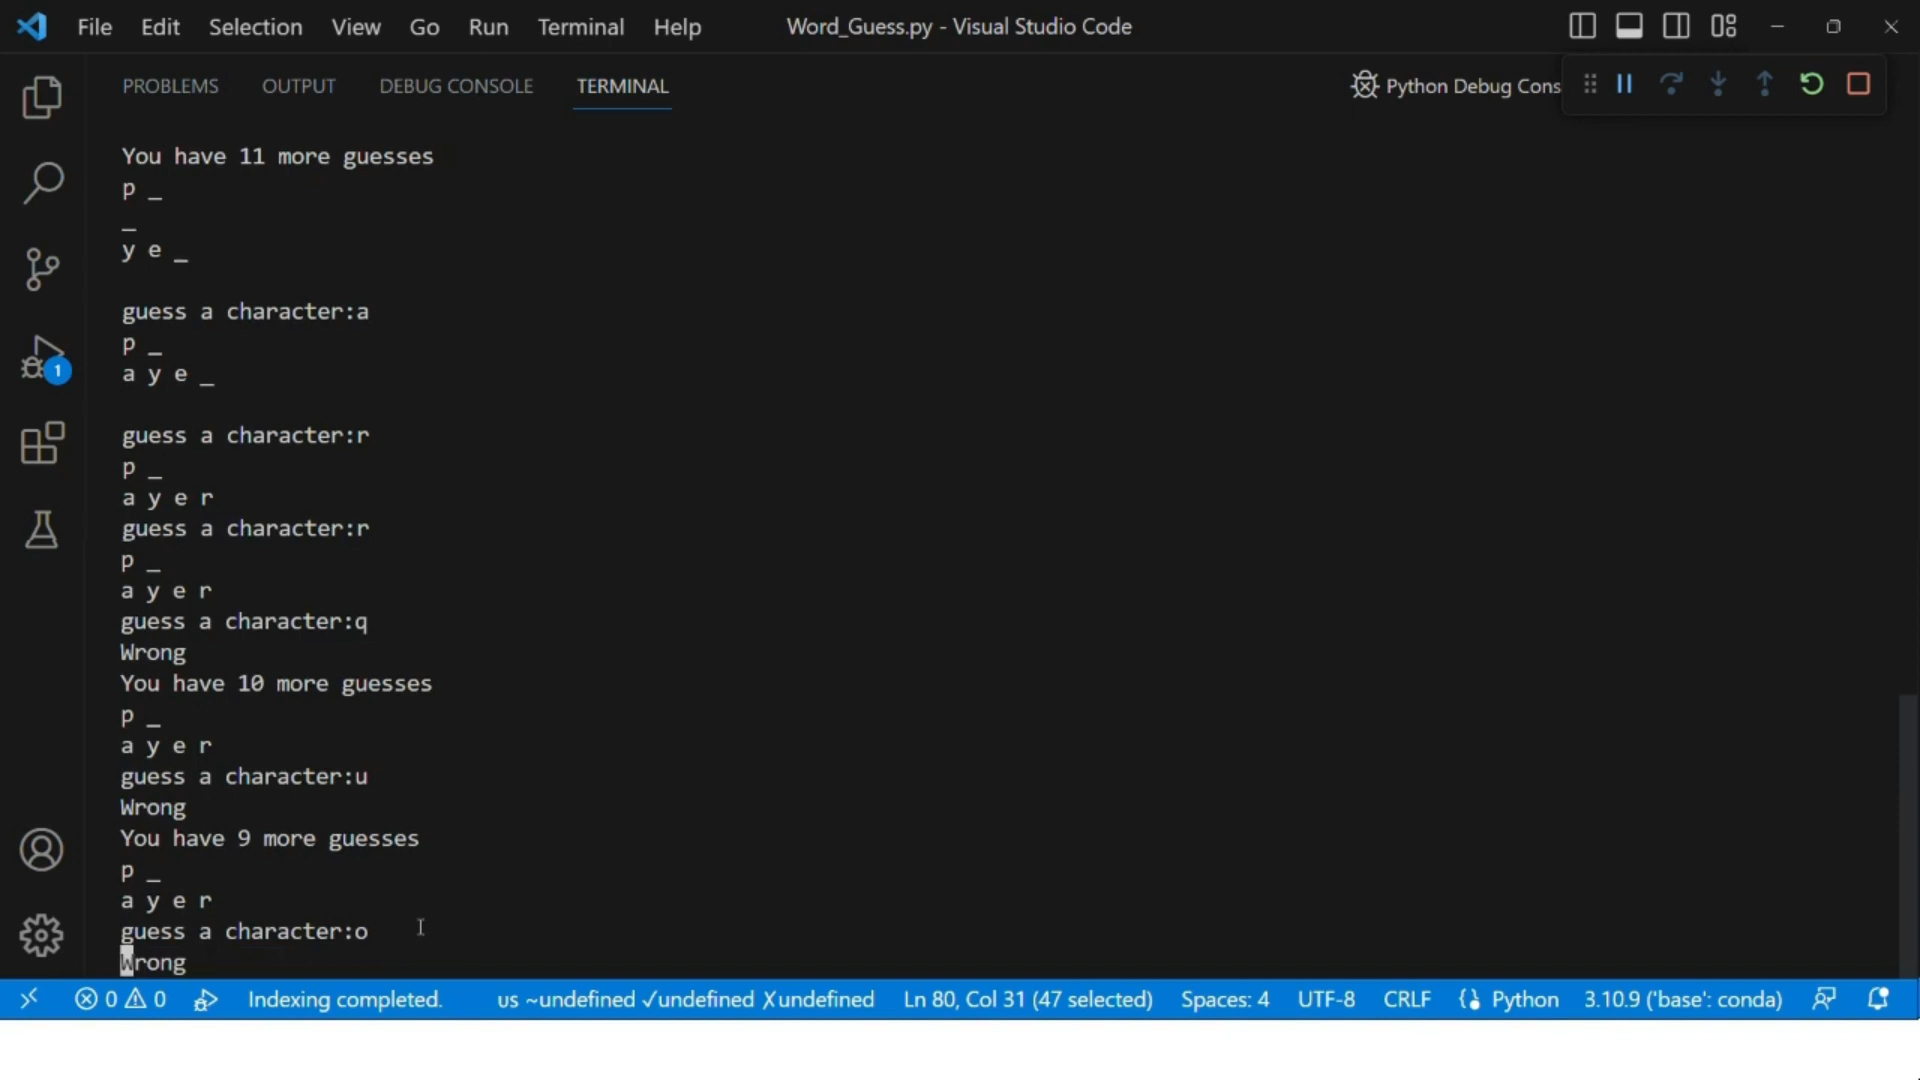 File Edit Selection View Go Run Terminal Help Word_Guess.py - Visual Studio Code
PROBLEMS OUTPUT DEBUG CONSOLE TERMINAL Python Debug Cons
You have 11 more guesses
p _
_
y e _
guess a character:a
p _
a y e _
guess a character:r
p _
a y e r
guess a character:r
p _
a y e r
guess a character:q
Wrong
You have 10 more guesses
p _
a y e r
guess a character:u
Wrong
You have 9 more guesses
p _
a y e r
guess a character:o
Wrong
1
0 0 Indexing completed. us ~undefined ✓undefined ✗undefined Ln 80, Col 31 (47 selected) Spaces: 4 UTF-8 CRLF Python 3.10.9 ('base': conda)